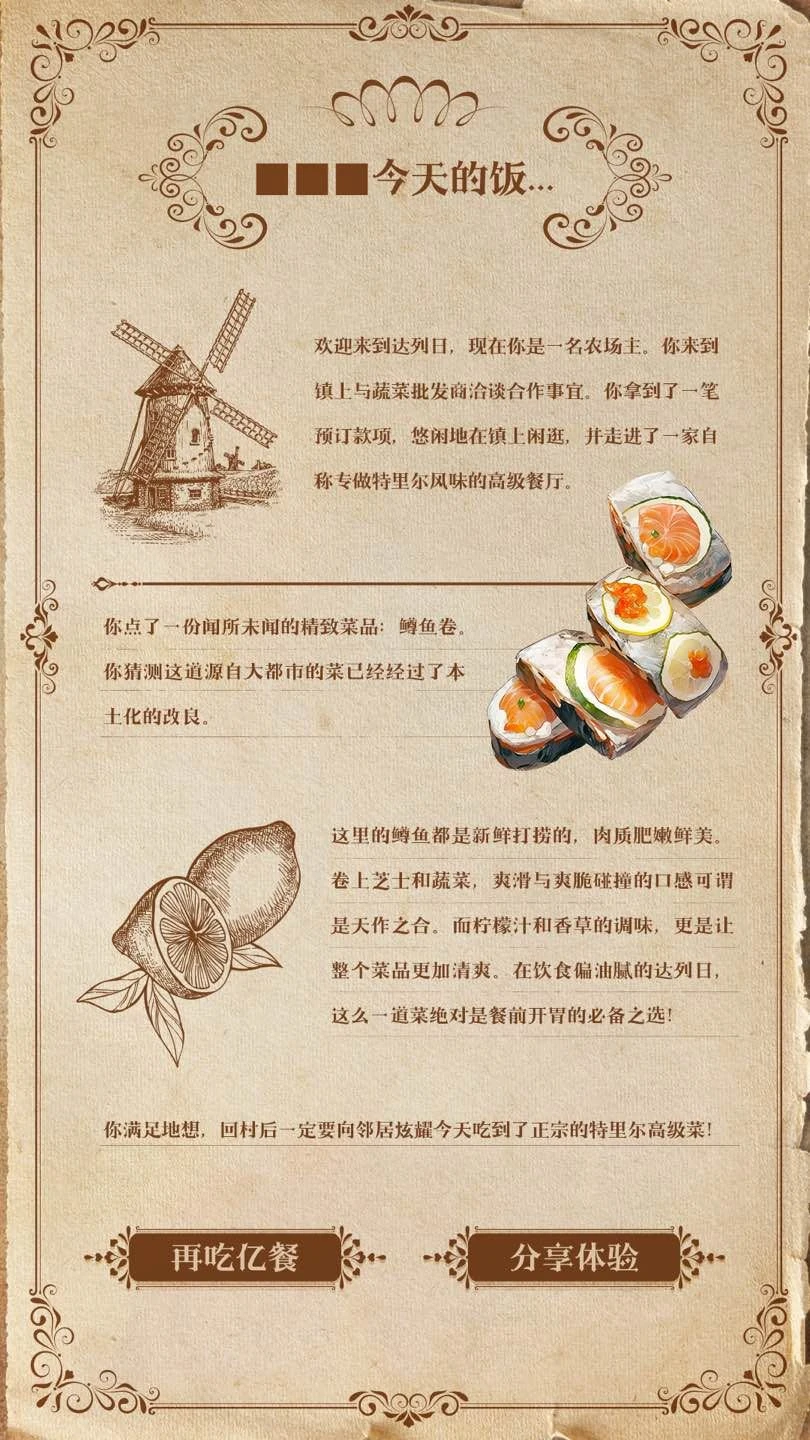 ■■■今天的饭...
欢迎来到达列日，现在你是一名农场主。你来到
镇上与蔬菜批发商洽谈合作事宜。你拿到了一笔
预订款项，悠闲地在镇上闲逛，并走进了一家自
称专做特里尔风味的高级餐厅。
你点了一份闻所未闻的精致菜品：鳟鱼卷。
你猜测这道源自大都市的菜已经经过了本
土化的改良。
这里的鳟鱼都是新鲜打捞的，肉质肥嫩鲜美。
卷上芝士和蔬菜，爽滑与爽脆碰撞的口感可谓
是天作之合。而柠檬汁和香草的调味，更是让
整个菜品更加清爽。在饮食偏油腻的达列日，
这么一道菜绝对是餐前开胃的必备之选！
你满足地想，回村后一定要向邻居炫耀今天吃到了正宗的特里尔高级菜！
再吃亿餐
分享体验